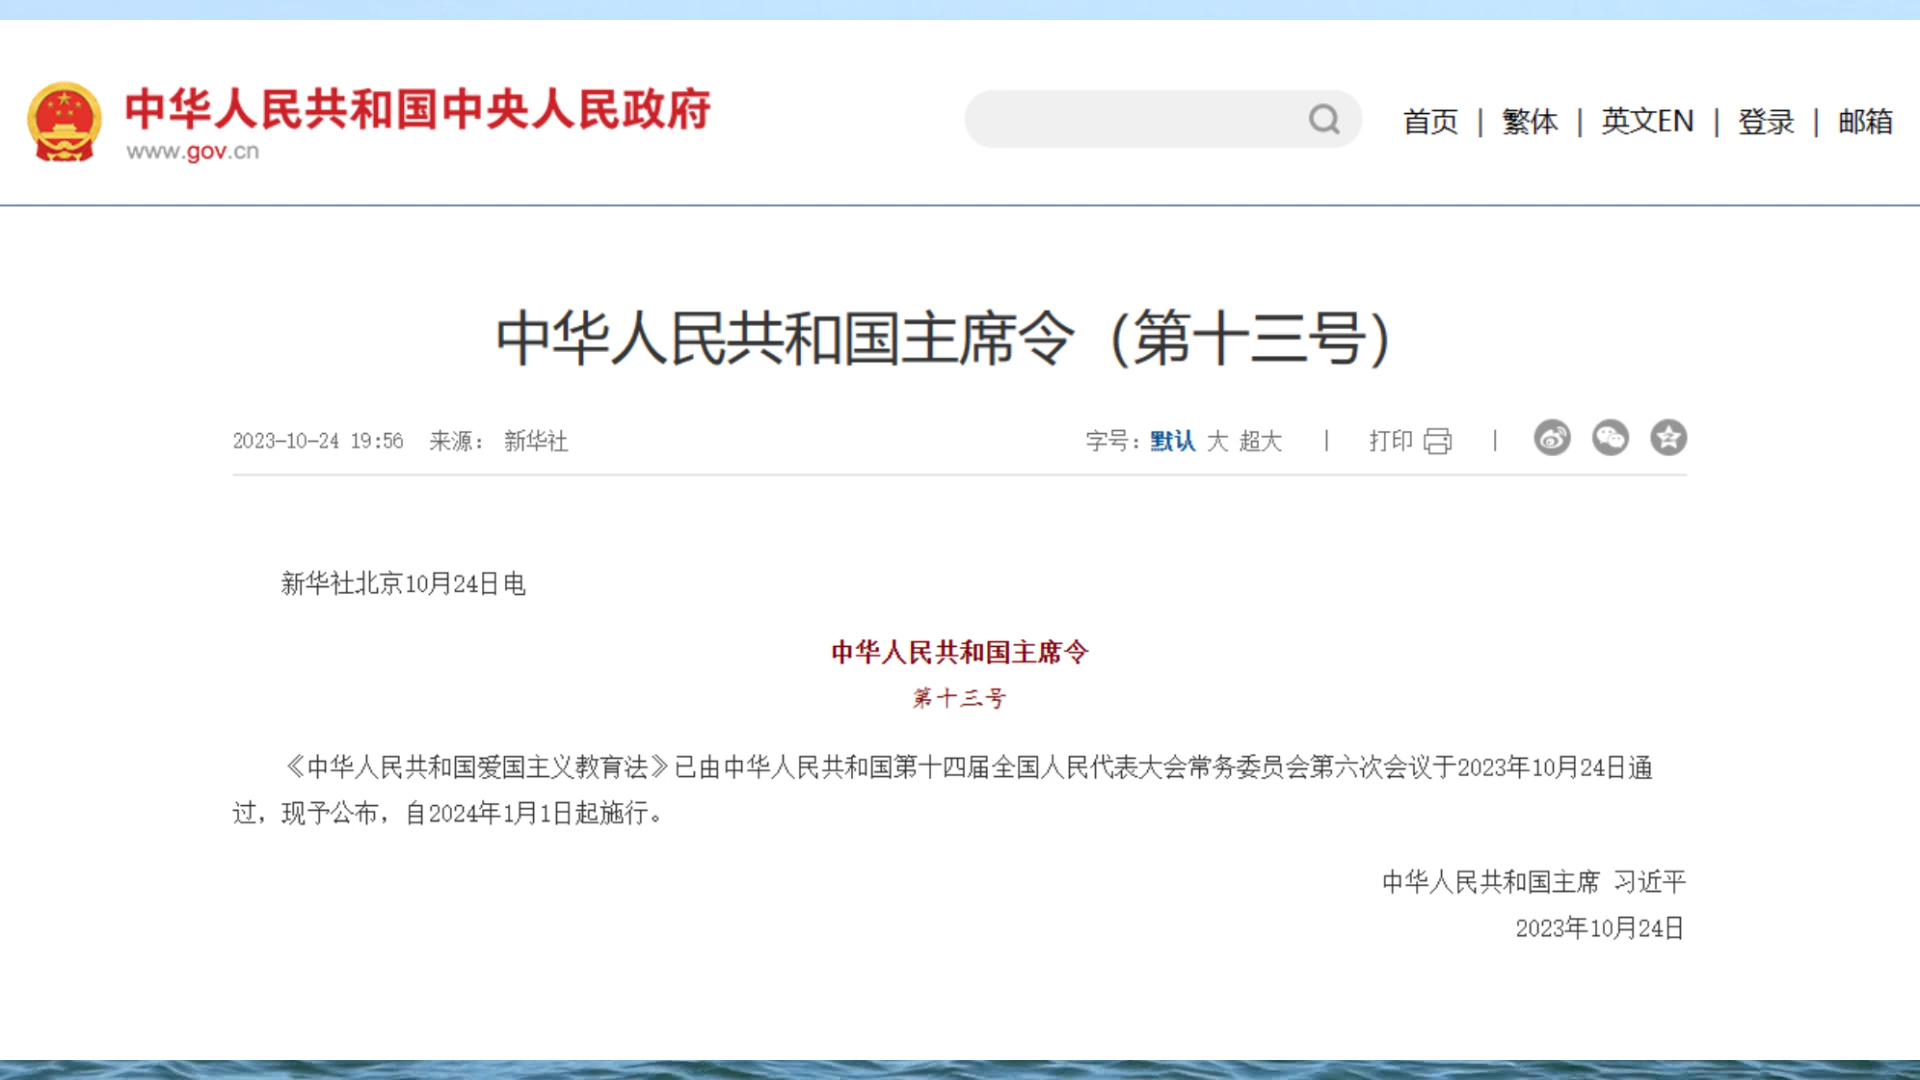 中华人民共和国中央人民政府
www.gov.cn
首页 | 繁体 | 英文EN | 登录 | 邮箱
中华人民共和国主席令（第十三号）
2023-10-24 19:56 来源： 新华社
字号：默认 大 超大 | 打印 |
新华社北京10月24日电
中华人民共和国主席令
第十三号
《中华人民共和国爱国主义教育法》已由中华人民共和国第十四届全国人民代表大会常务委员会第六次会议于2023年10月24日通
过，现予公布，自2024年1月1日起施行。
中华人民共和国主席 习近平
2023年10月24日